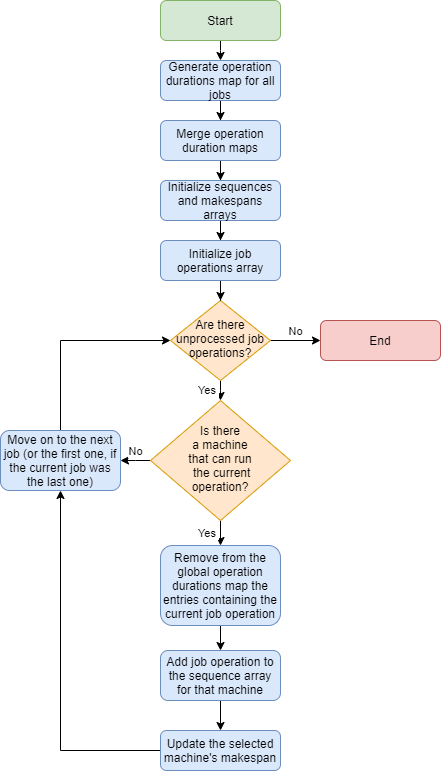 Start
Generate operation
durations map for all
jobs
Merge operation
duration maps
Initialize sequences
and makespans
arrays
Initialize job
operations array
Are there
unprocessed job
operations?
No
End
Yes
Is there
a machine
that can run
the current
operation?
No
Move on to the next
job (or the first one, if
the current job was
the last one)
Yes
Remove from the
global operation
durations map the
entries containing the
current job operation
Add job operation to
the sequence array
for that machine
Update the selected
machine's makespan